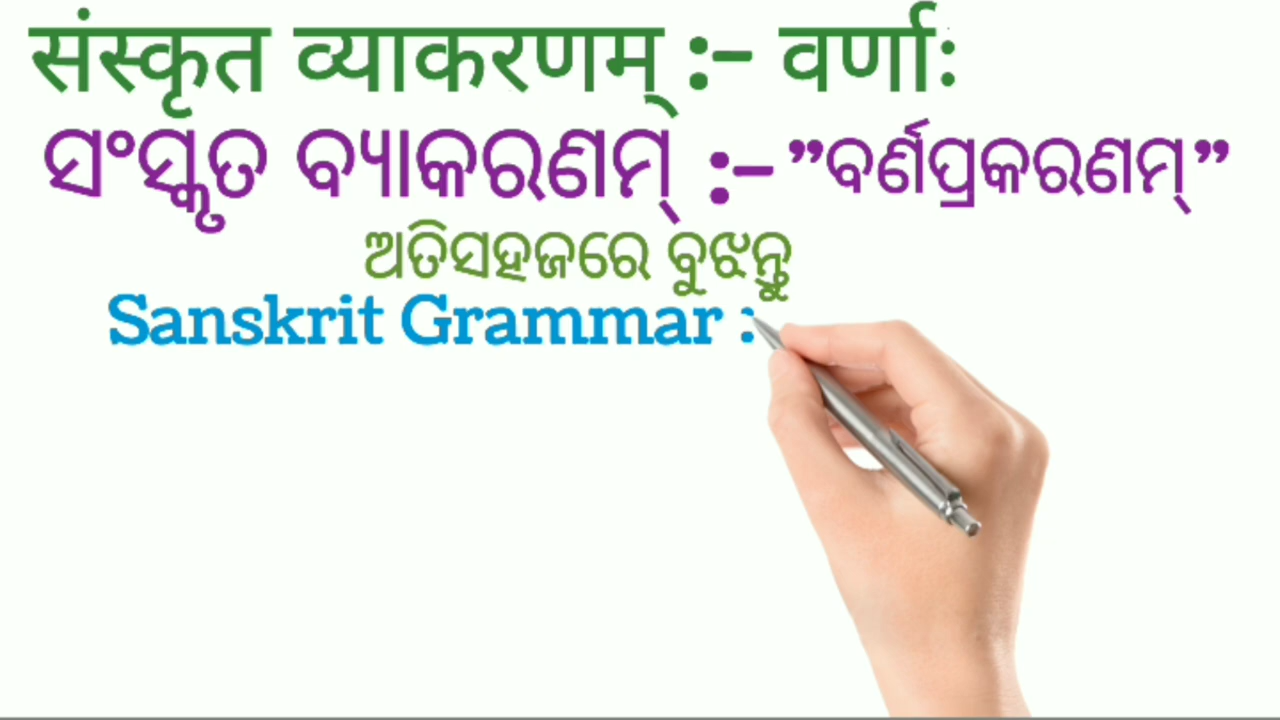 संस्कृत व्याकरणम् :- वर्णाः
ସଂସ୍କୃତ ବ୍ୟାକରଣମ୍ :- ”ବର୍ଣପ୍ରକରଣମ୍”
ଅତିସହଜରେ ବୁଝନ୍ତୁ
Sanskrit Grammar :